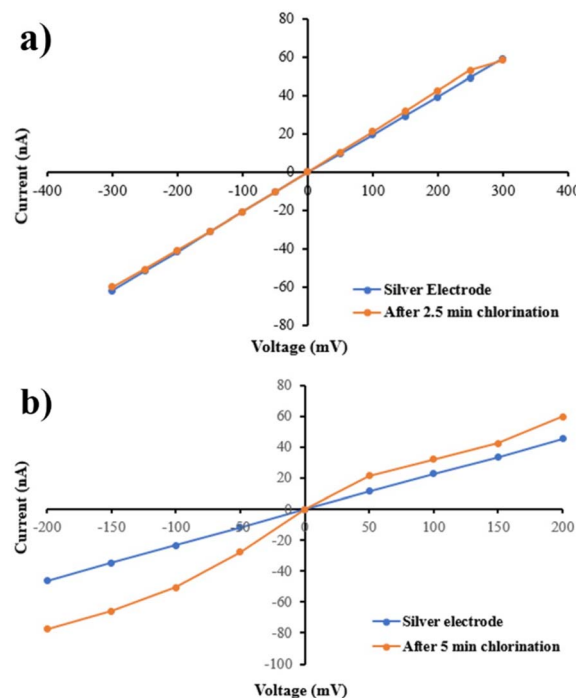 a)
Current (nA)
80
60
40
20
0
-20
-40
-60
-80
-400 -300 -200 -100 0 100 200 300 400
Silver Electrode
After 2.5 min chlorination
Voltage (mV)
b)
Current (nA)
80
60
40
20
0
-20
-40
-60
-80
-100
-200 -150 -100 -50 0 50 100 150 200
Silver electrode
After 5 min chlorination
Voltage (mV)